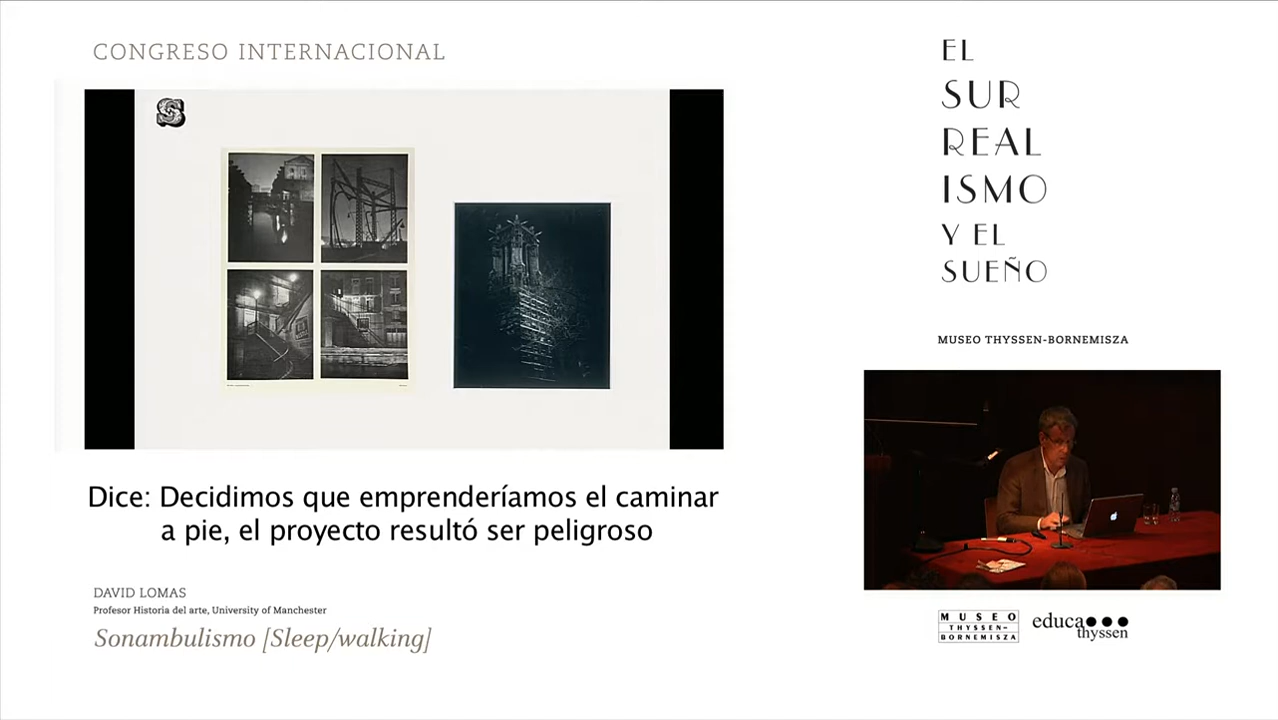 CONGRESO INTERNACIONAL
S
EL
SUR
REAL
ISMO
Y EL
SUEÑO
MUSEO THYSSEN-BORNEMISZA
Dice: Decidimos que emprenderíamos el caminar
a pie, el proyecto resultó ser peligroso
DAVID LOMAS
Profesor Historia del arte, University of Manchester
Sonambulismo [Sleep/walking]
MUSEO
THYSSEN-
BORNEMISZA
educa
thyssen